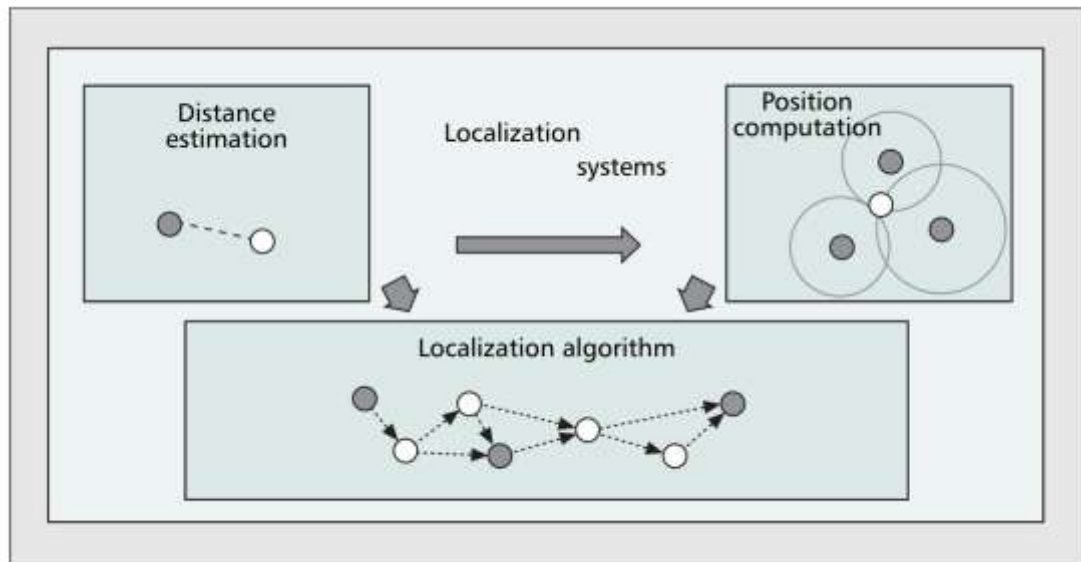 Distance
estimation
Localization
systems
Position
computation
Localization algorithm